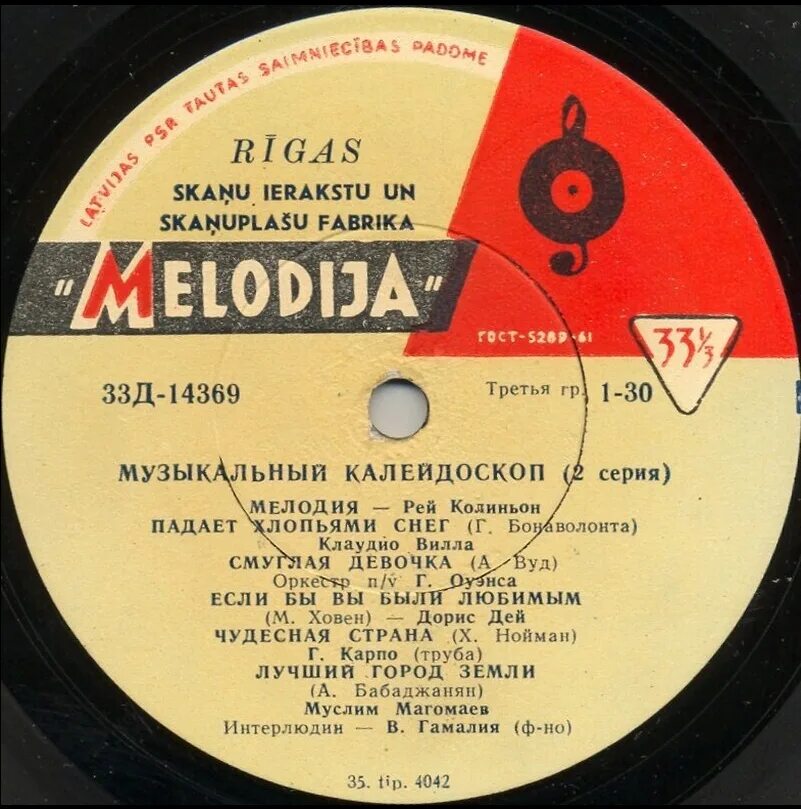 LATVIJAS PSR TAUTAS SAIMNIECĪBAS PADOME
RĪGAS
SKAŅU IERAKSTU UN
SKAŅUPLAŠU FABRIKA
"MELODIJA"
ГОСТ-5289-61
33⅓
33Д-14369
Третья гр. 1-30
МУЗЫКАЛЬНЫЙ КАЛЕЙДОСКОП (2 серия)
МЕЛОДИЯ — Рей Колиньон
ПАДАЕТ ХЛОПЬЯМИ СНЕГ (Г. Бонаволонта)
Клаудио Вилла
СМУГЛАЯ ДЕВОЧКА (А Вуд)
Оркестр п/у Г. Оуэнса
ЕСЛИ БЫ ВЫ БЫЛИ ЛЮБИМЫМ
(М. Ховен) — Дорис Дей
ЧУДЕСНАЯ СТРАНА (Х. Нойман)
Г. Карпо (труба)
ЛУЧШИЙ ГОРОД ЗЕМЛИ
(А. Бабаджанян)
Муслим Магомаев
Интерлюдин — В. Гамалия (ф-но)
35. tip. 4042